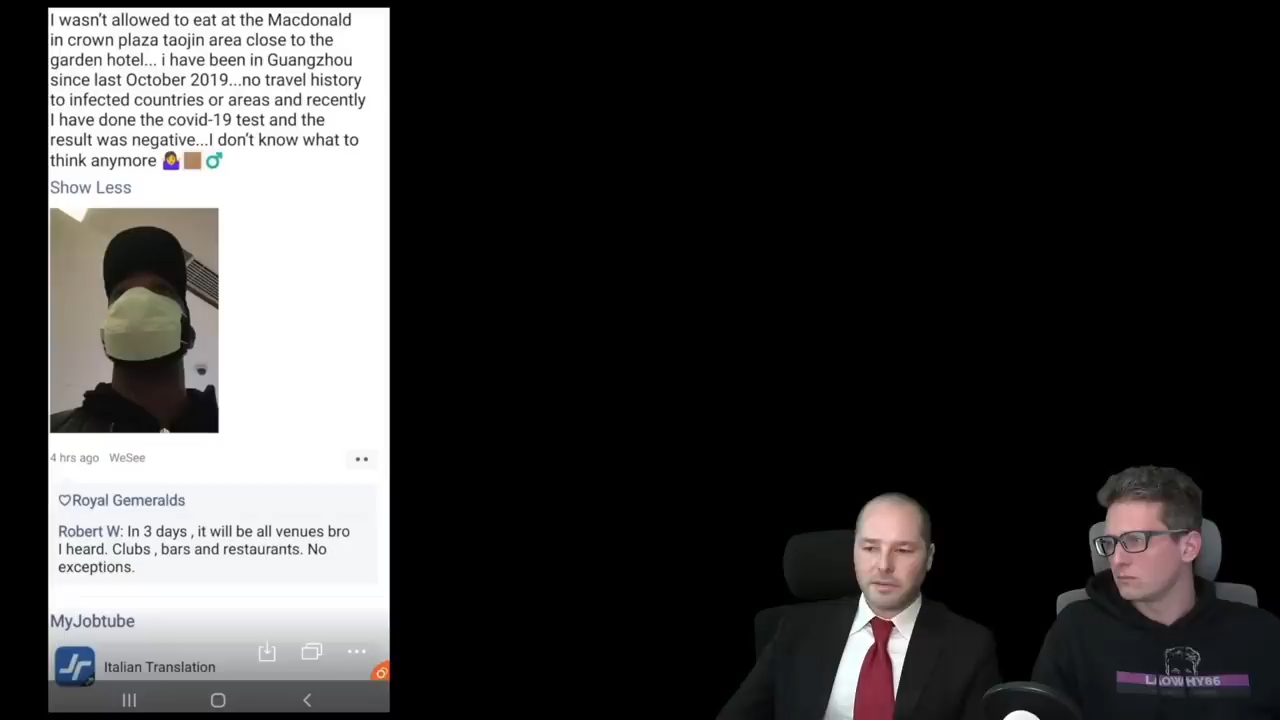 I wasn't allowed to eat at the Macdonald
in crown plaza taojin area close to the
garden hotel... i have been in Guangzhou
since last October 2019...no travel history
to infected countries or areas and recently
I have done the covid-19 test and the
result was negative...I don't know what to
think anymore 🤷🏽‍♂️
Show Less
4 hrs ago WeSee
♡Royal Gemeralds
Robert W: In 3 days , it will be all venues bro
I heard. Clubs , bars and restaurants. No
exceptions.
MyJobtube
Italian Translation
LAOWHY86